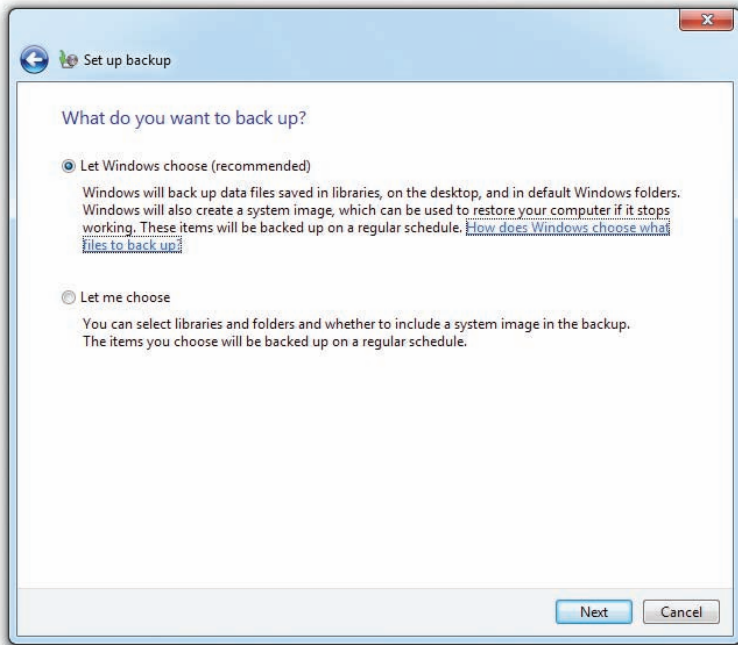 Set up backup
What do you want to back up?
Let Windows choose (recommended)
Windows will back up data files saved in libraries, on the desktop, and in default Windows folders.
Windows will also create a system image, which can be used to restore your computer if it stops
working. These items will be backed up on a regular schedule. How does Windows choose what
files to back up?
Let me choose
You can select libraries and folders and whether to include a system image in the backup.
The items you choose will be backed up on a regular schedule.
Next Cancel